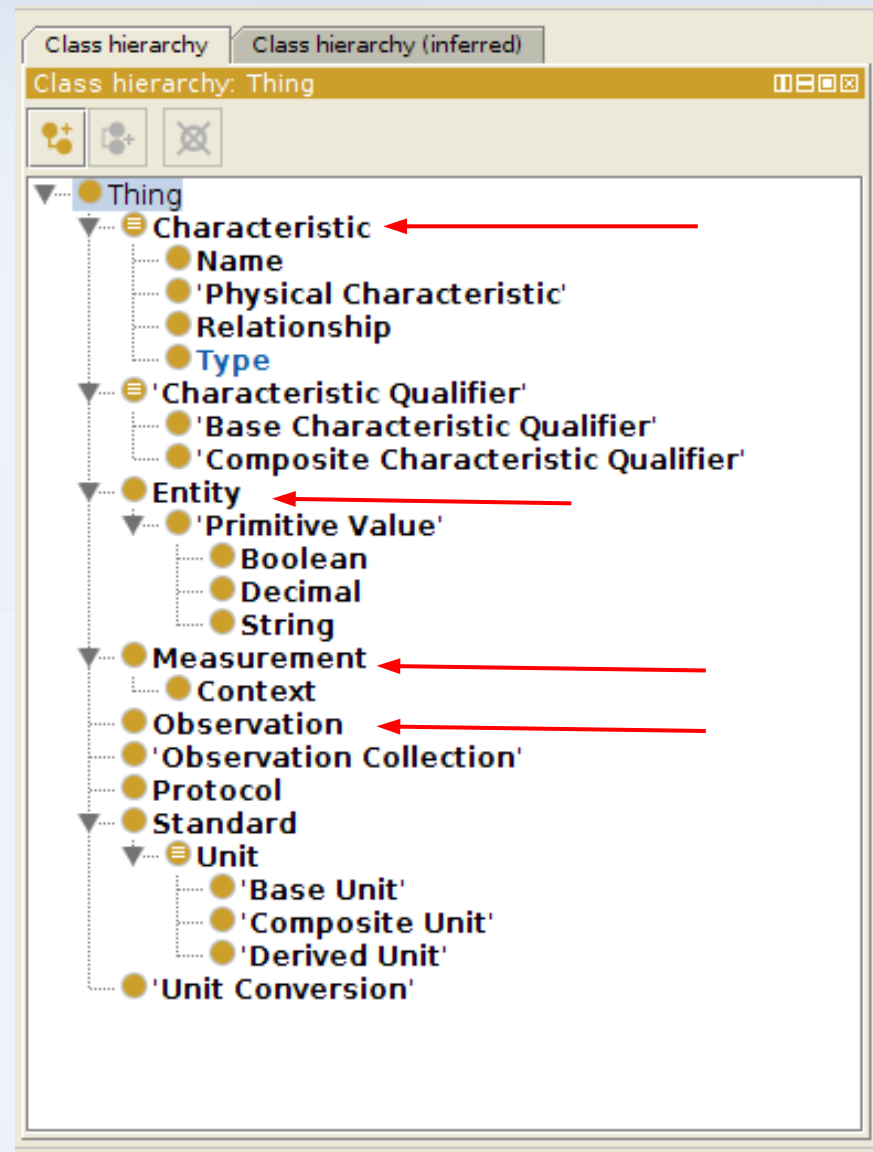 Class hierarchy Class hierarchy (inferred)
Class hierarchy: Thing
Thing
Characteristic
Name
'Physical Characteristic'
Relationship
Type
'Characteristic Qualifier'
'Base Characteristic Qualifier'
'Composite Characteristic Qualifier'
Entity
'Primitive Value'
Boolean
Decimal
String
Measurement
Context
Observation
'Observation Collection'
Protocol
Standard
Unit
'Base Unit'
'Composite Unit'
'Derived Unit'
'Unit Conversion'